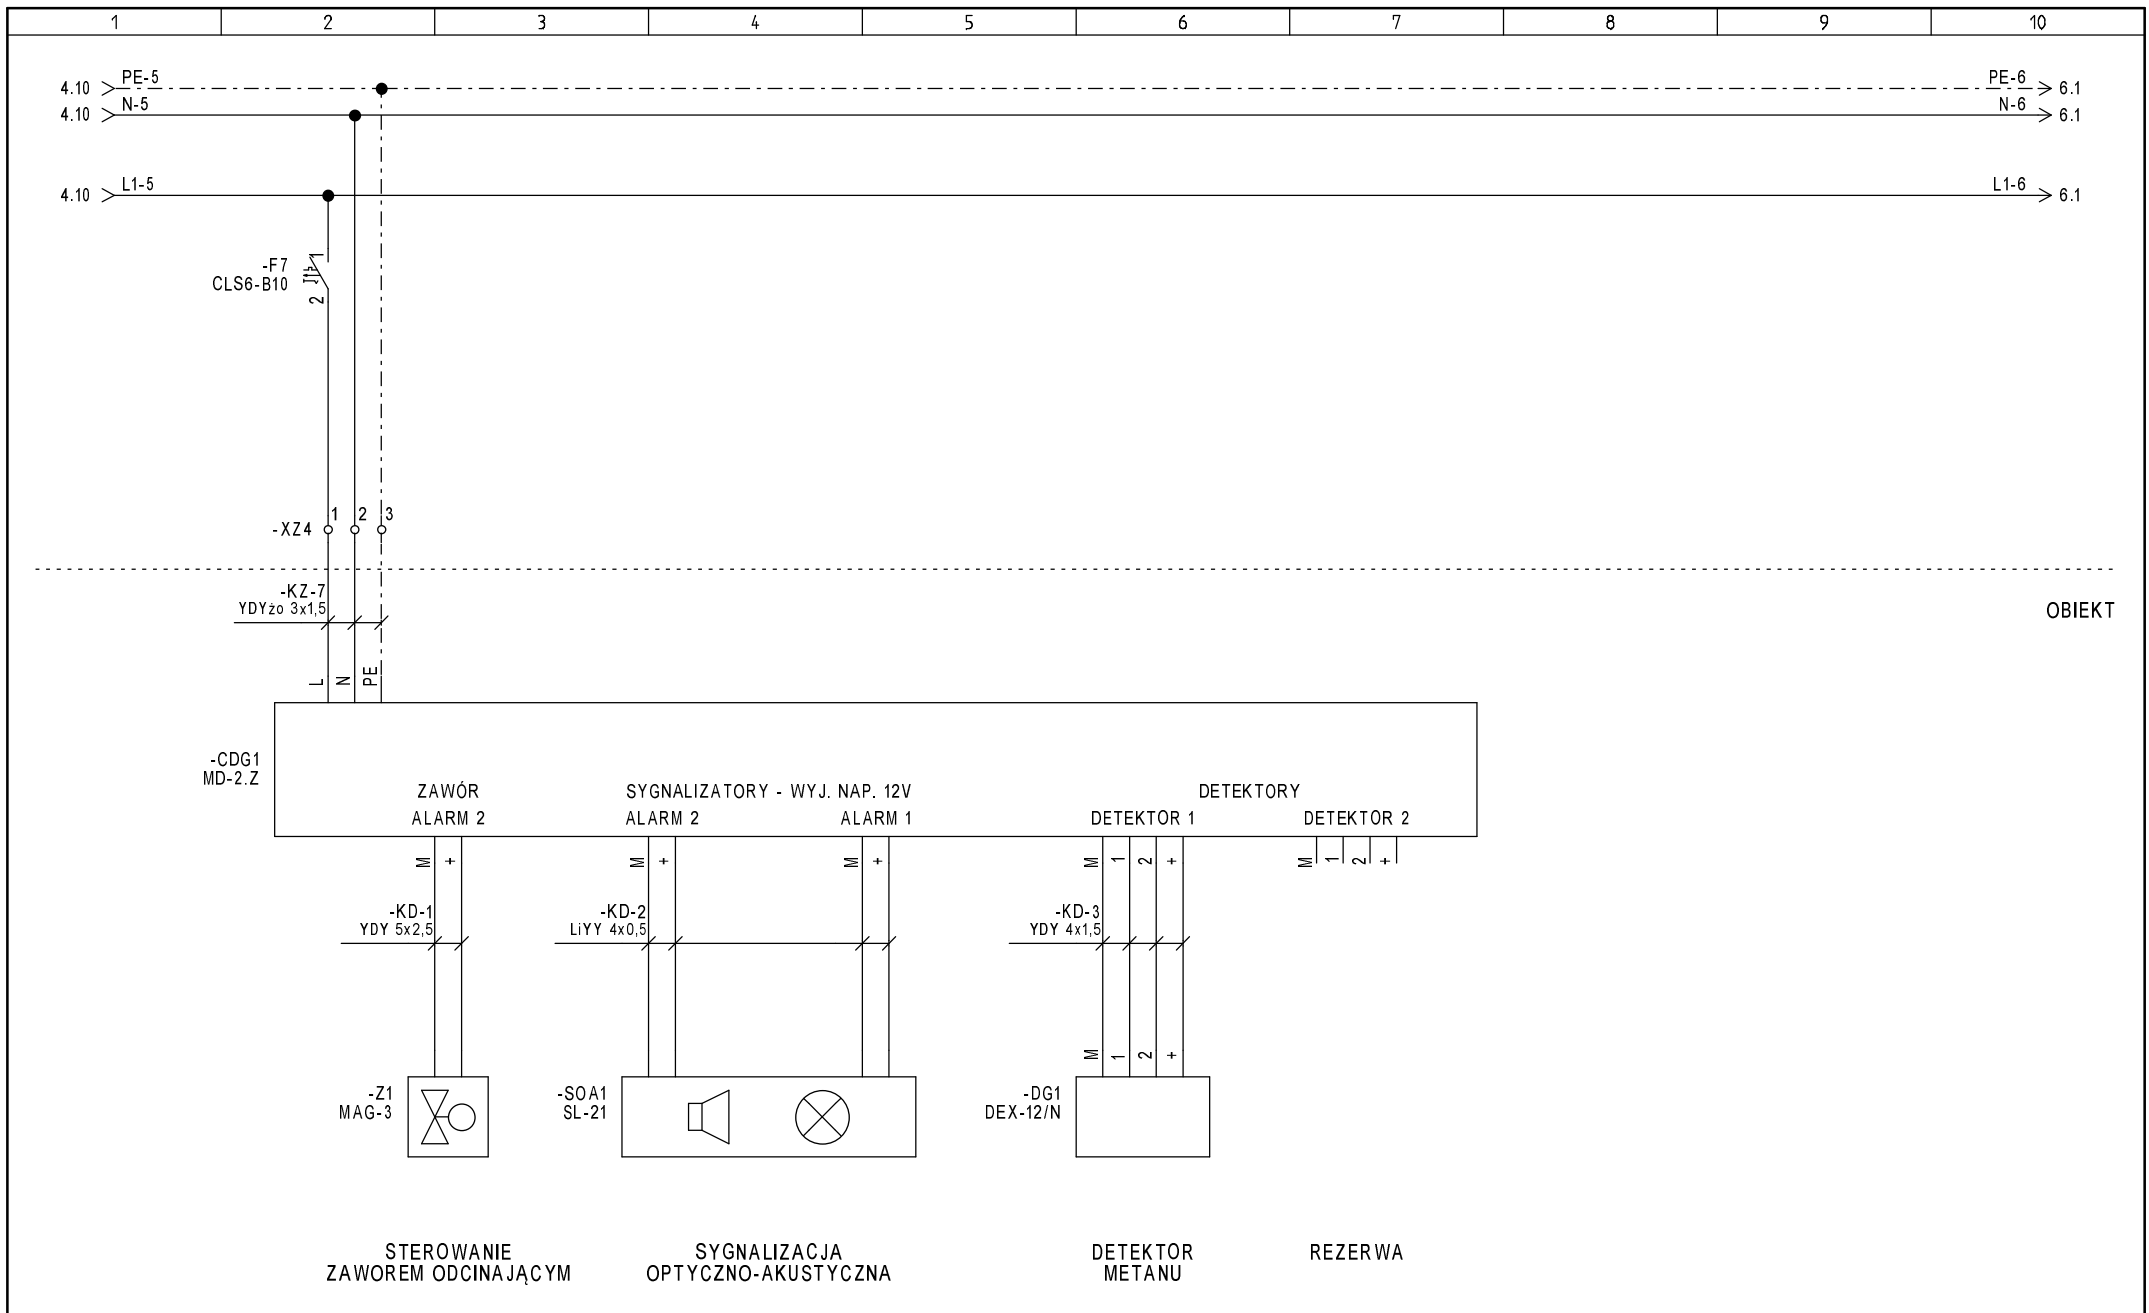 1 2 3 4 5 6 7 8 9 10
4.10 PE-5 PE-6 6.1
4.10 N-5 N-6 6.1
4.10 L1-5 L1-6 6.1
-F7 1
CLS6-B10
2
-XZ4 1 2 3
-KZ-7
YDYżo 3x1,5
OBIEKT
L N PE
-CDG1
MD-2.Z
ZAWÓR SYGNALIZATORY - WYJ. NAP. 12V DETEKTORY
ALARM 2 ALARM 2 ALARM 1 DETEKTOR 1 DETEKTOR 2
M + M + M + M 1 2 + M 1 2 +
-KD-1 -KD-2 -KD-3
YDY 5x2,5 LiYY 4x0,5 YDY 4x1,5
M 1 2 +
-Z1 -SOA1 -DG1
MAG-3 SL-21 DEX-12/N
STEROWANIE SYGNALIZACJA DETEKTOR REZERWA
ZAWOREM ODCINAJĄCYM OPTYCZNO-AKUSTYCZNA METANU